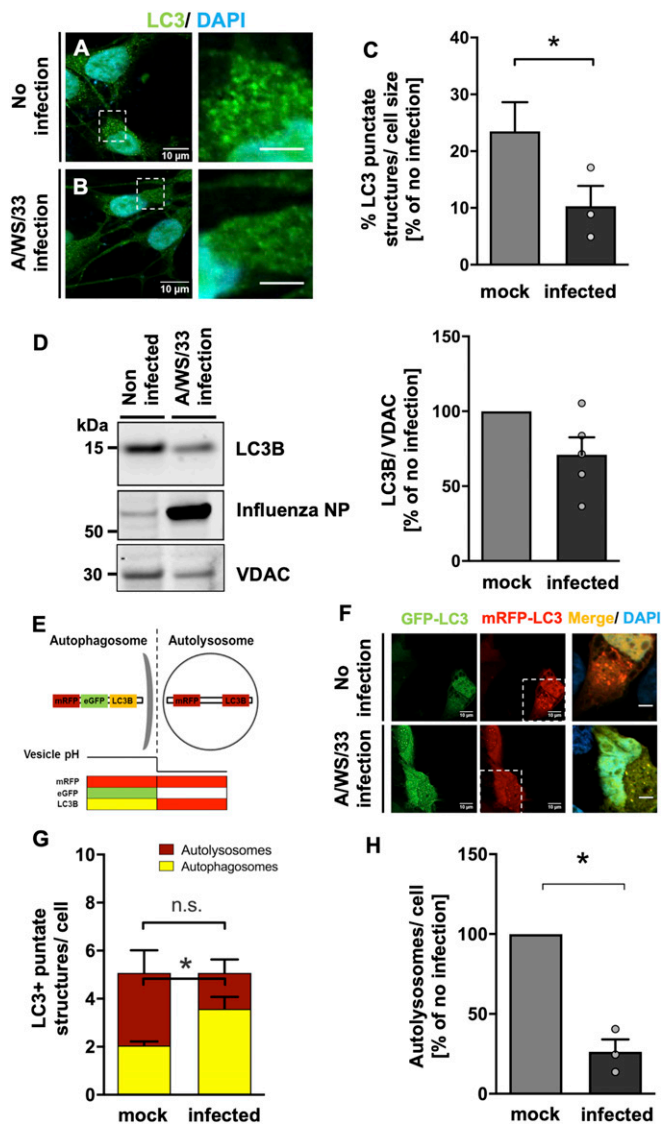 LC3/ DAPI
A
No
infection
10 µm
B
A/WS/33
infection
10 µm
C
% LC3 punctate
structures/ cell size
[% of no infection]
40
30
20
10
0
*
mock infected
D
Non
infected
A/WS/33
infection
kDa
15
LC3B
Influenza NP
50
30
VDAC
LC3B/ VDAC
[% of no infection]
150
100
50
0
mock infected
E
Autophagosome
Autolysosome
mRFP eGFP LC3B
mRFP LC3B
Vesicle pH
mRFP
eGFP
LC3B
F
GFP-LC3 mRFP-LC3 Merge/ DAPI
No
infection
10 µm
10 µm
A/WS/33
infection
10 µm
10 µm
G
Autolysosomes
Autophagosomes
LC3+ puntate
structures/ cell
10
8
6
4
2
0
n.s.
*
mock infected
H
Autolysosomes/ cell
[% of no infection]
150
100
50
0
*
mock infected